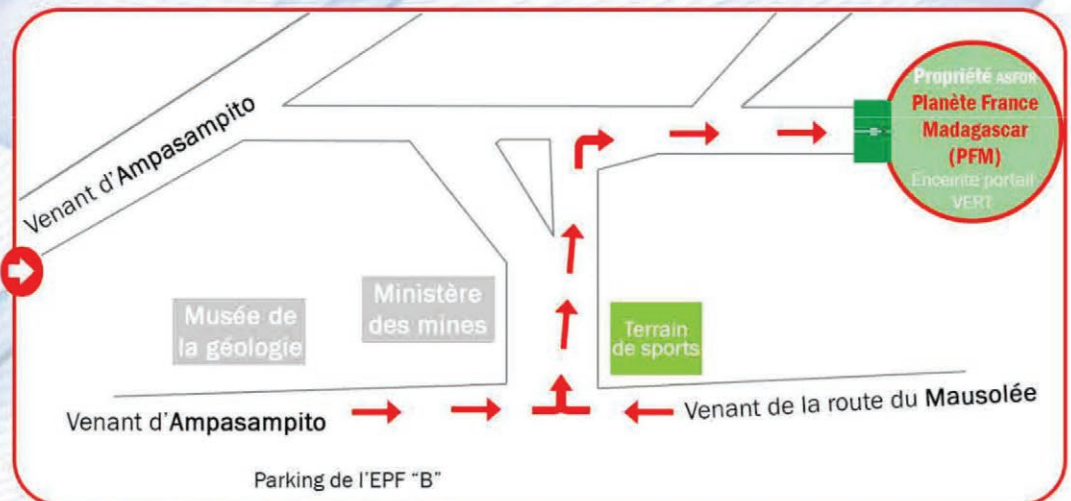 Venant d'Ampasampito
Propriété ASFOR
Planète France
Madagascar
(PFM)
Enceinte portail
VERT
Musée de
la géologie
Ministère
des mines
Terrain
de sports
Venant d'Ampasampito
Venant de la route du Mausolée
Parking de l'EPF "B"